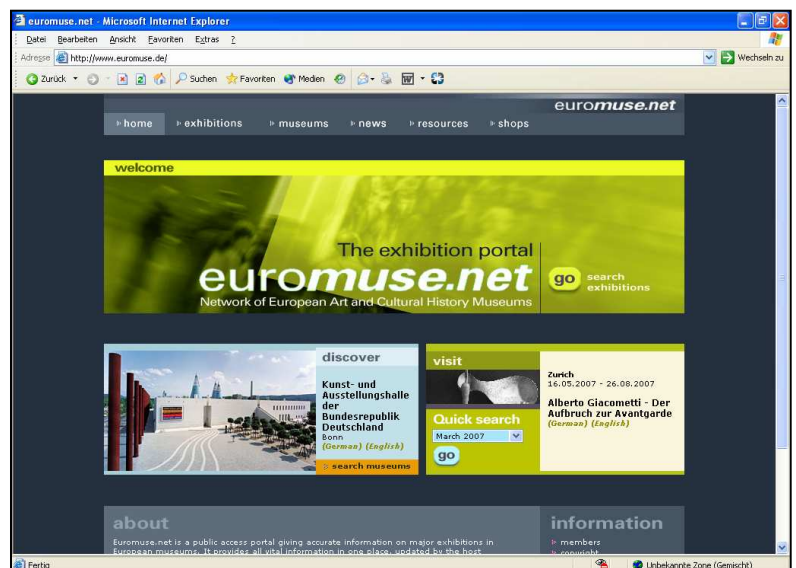 euromuse.net - Microsoft Internet Explorer
Datei Bearbeiten Ansicht Favoriten Extras ?
Adresse http://www.euromuse.de/ Wechseln zu
Zurück Suchen Favoriten Medien
euromuse.net
home exhibitions museums news resources shops
welcome
The exhibition portal
euromuse.net
Network of European Art and Cultural History Museums
go search
exhibitions
discover
Kunst- und
Ausstellungshalle
der
Bundesrepublik
Deutschland
Bonn
(German) (English)
search museums
visit
Quick search
March 2007
go
Zurich
16.05.2007 - 26.08.2007
Alberto Giacometti - Der
Aufbruch zur Avantgarde
(German) (English)
about
Euromuse.net is a public access portal giving accurate information on major exhibitions in
European museums. It provides all vital information in one place, updated by the host
information
members
copyright
Fertig
Unbekannte Zone (Gemischt)